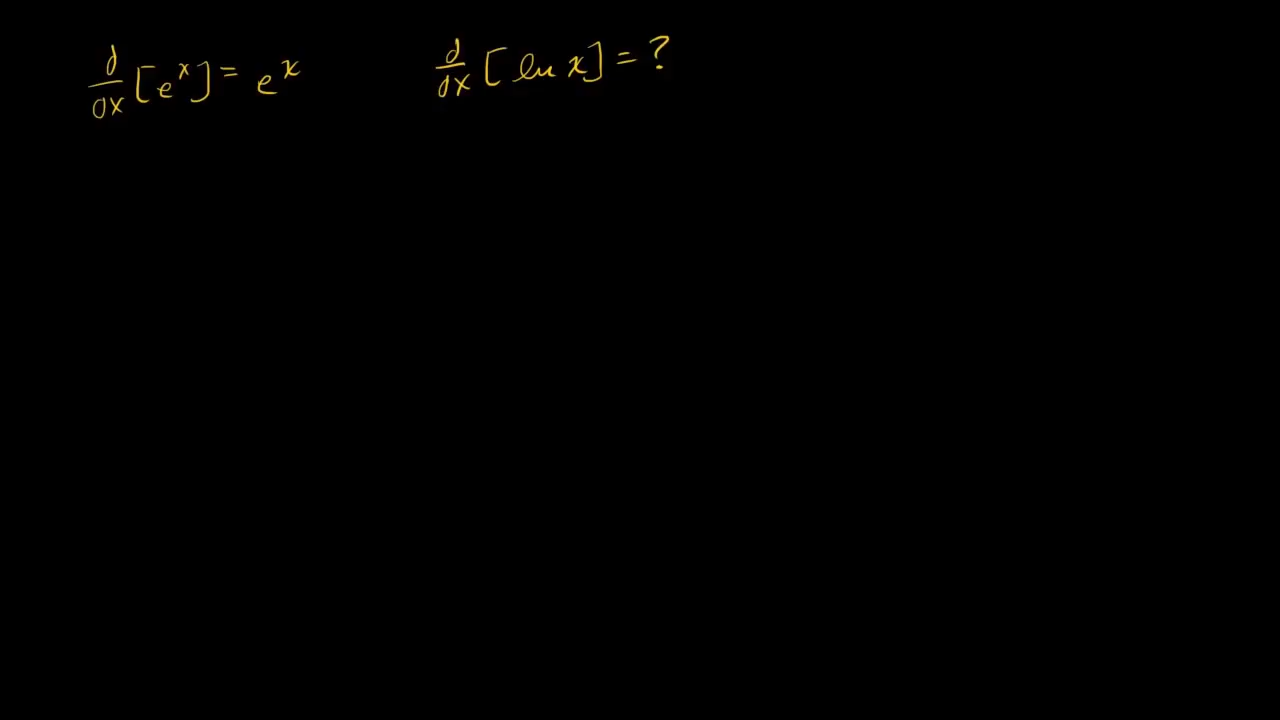 d/dx [e^x] = e^x
d/dx [ln x] = ?